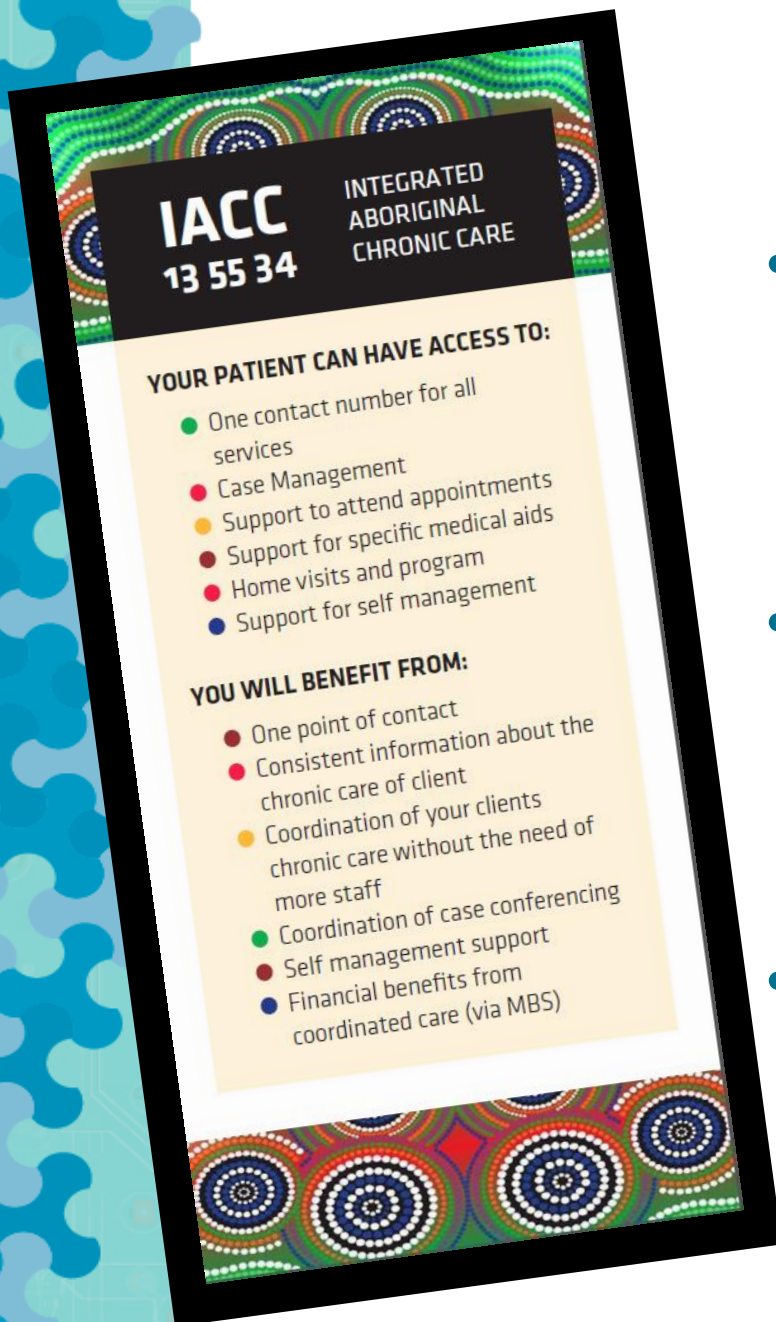 IACC
13 55 34
INTEGRATED
ABORIGINAL
CHRONIC CARE
YOUR PATIENT CAN HAVE ACCESS TO:
One contact number for all
services
Case Management
Support to attend appointments
Support for specific medical aids
Home visits and program
Support for self management
YOU WILL BENEFIT FROM:
One point of contact
Consistent information about the
chronic care of client
Coordination of your clients
chronic care without the need of
more staff
Coordination of case conferencing
Self management support
Financial benefits from
coordinated care (via MBS)